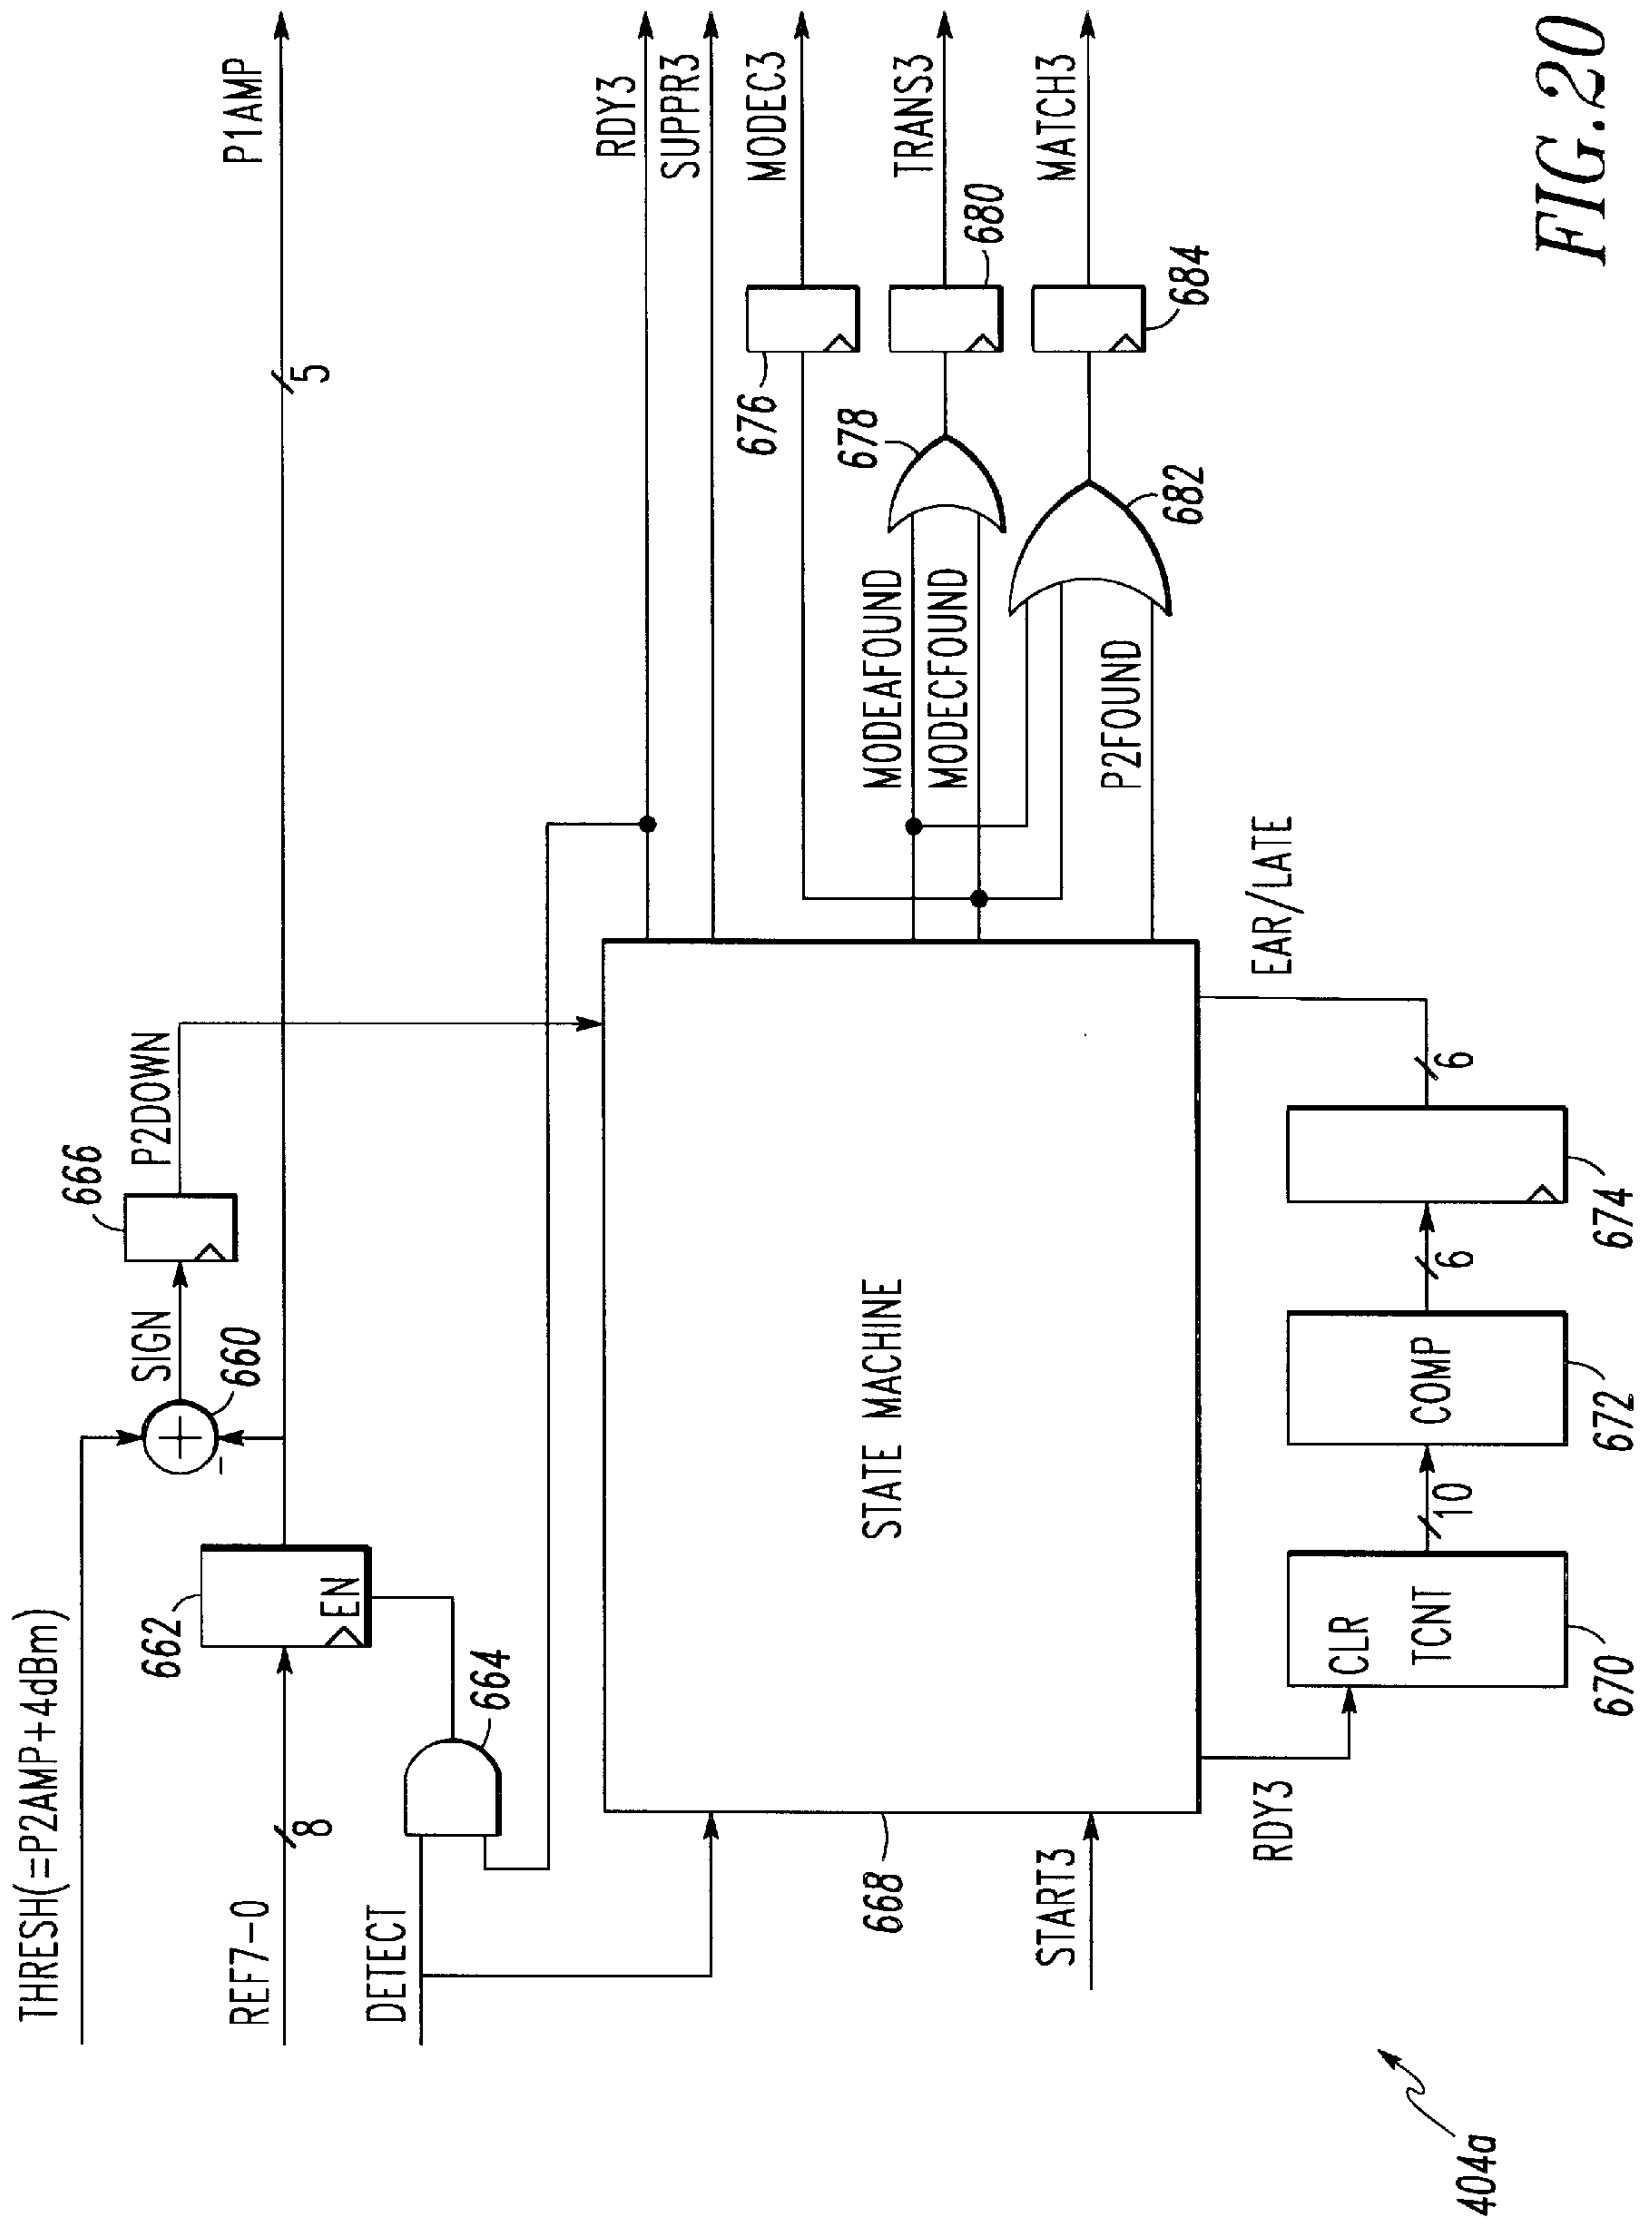 THRESH(=P2AMP+4dBm)
REF7-0
8
662
EN
SIGN
660
666
P2DOWN
5
P1AMP
DETECT
664
RDY3
SUPPR3
MODEC3
676
STATE MACHINE
668
START3
MODEAFOUND
MODECFOUND
678
680
TRANS3
P2FOUND
682
684
MATCH3
RDY3
CLR
TCNT
670
10
COMP
672
6
674
6
EAR/LATE
404a
FIG.20
-